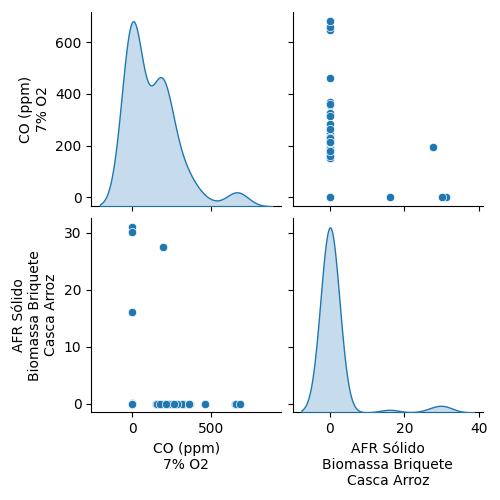 CO (ppm)
7% O2
600
400
200
0
AFR Sólido
Biomassa Briquete
Casca Arroz
30
20
10
0
0
500
CO (ppm)
7% O2
0
20
40
AFR Sólido
Biomassa Briquete
Casca Arroz